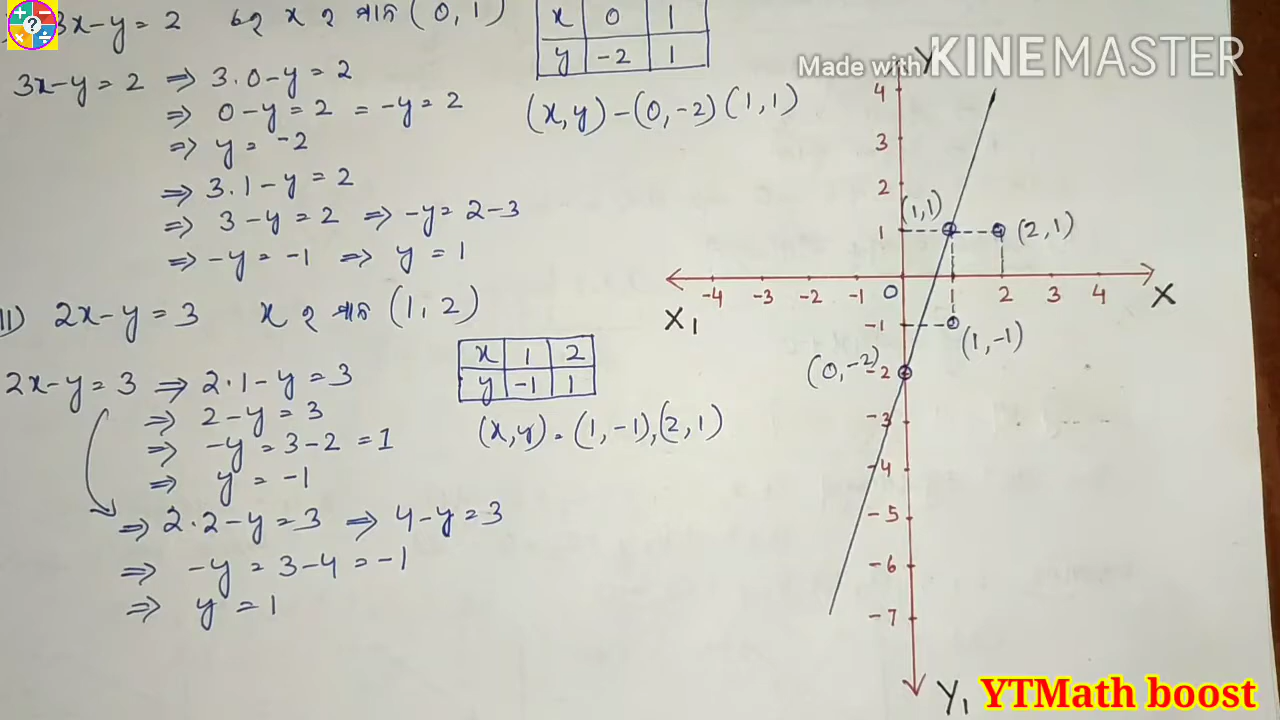 3x-y = 2 ରେ x ର ମାନ (0, 1)
3x-y = 2 ⇒ 3.0-y = 2
⇒ 0-y = 2 = -y = 2
⇒ y = -2
⇒ 3.1-y = 2
⇒ 3-y = 2 ⇒ -y = 2-3
⇒ -y = -1 ⇒ y = 1
x 0 1
y -2 1
(x,y) - (0,-2) (1,1)
II) 2x-y = 3 x ର ମାନ (1, 2)
2x-y = 3 ⇒ 2.1-y = 3
⇒ 2-y = 3
⇒ -y = 3-2 = 1
⇒ y = -1
⇒ 2.2-y = 3 ⇒ 4-y = 3
⇒ -y = 3-4 = -1
⇒ y = 1
x 1 2
y -1 1
(x,y) = (1,-1), (2,1)
Made with KINEMASTER
Y
4
3
2
(1,1)
1
(2,1)
-4 -3 -2 -1 0 1 2 3 4
X1
X
-1
(1,-1)
(0,-2)
-2
-3
-4
-5
-6
-7
Y1
YTMath boost